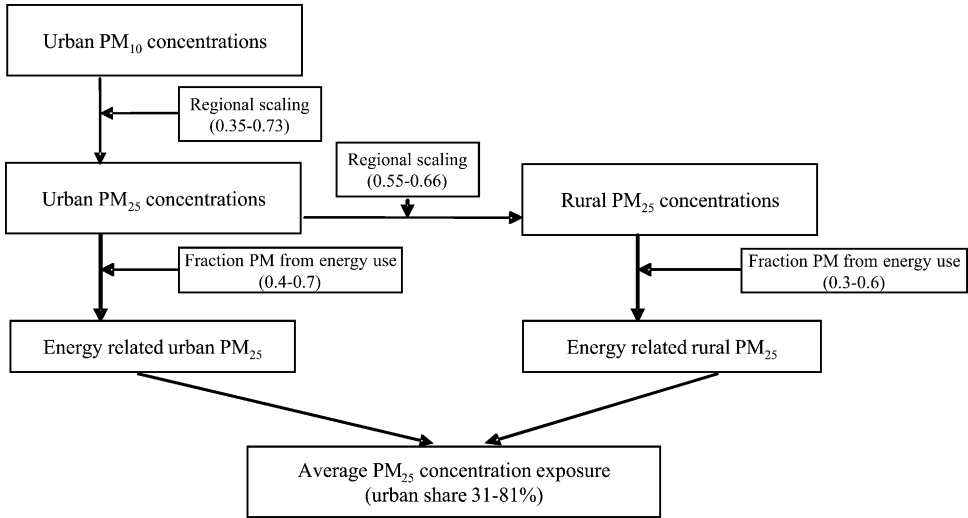 Urban PM10 concentrations
Regional scaling
(0.35-0.73)
Regional scaling
(0.55-0.66)
Urban PM25 concentrations
Rural PM25 concentrations
Fraction PM from energy use
(0.4-0.7)
Fraction PM from energy use
(0.3-0.6)
Energy related urban PM25
Energy related rural PM25
Average PM25 concentration exposure
(urban share 31-81%)